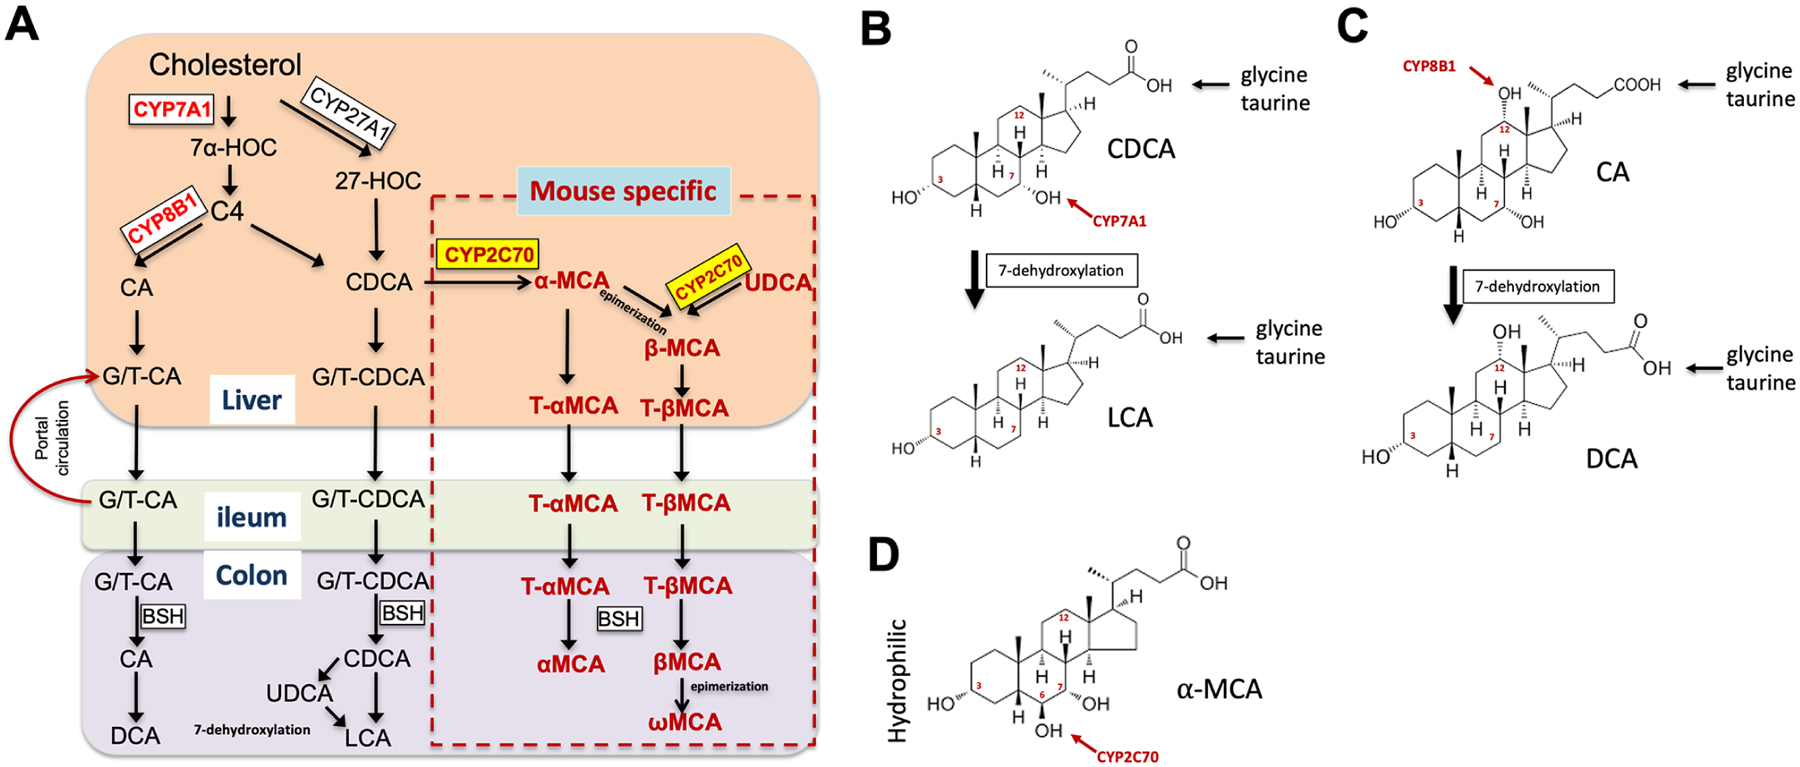 A
Cholesterol
CYP7A1
CYP27A1
7α-HOC
27-HOC
CYP8B1
C4
Mouse specific
CYP2C70
CYP2C70
CA
CDCA
α-MCA
UDCA
epimerization
β-MCA
G/T-CA
G/T-CDCA
Liver
T-αMCA
T-βMCA
Portal
circulation
G/T-CA
G/T-CDCA
ileum
T-αMCA
T-βMCA
Colon
G/T-CA
G/T-CDCA
T-αMCA
T-βMCA
BSH
BSH
BSH
CA
CDCA
αMCA
βMCA
UDCA
epimerization
7-dehydroxylation
DCA
LCA
ωMCA
B
O
OH
glycine
taurine
12
H
H
H
H
3
7
HO
OH
H
CYP7A1
CDCA
7-dehydroxylation
O
OH
glycine
taurine
12
H
H
H
H
3
7
HO
H
LCA
C
CYP8B1
OH
COOH
glycine
taurine
12
H
H
H
H
3
7
HO
OH
H
CA
7-dehydroxylation
OH
O
OH
glycine
taurine
12
H
H
H
H
3
7
HO
H
DCA
D
Hydrophilic
O
OH
12
H
H
H
H
3
6
7
HO
OH
H
OH
CYP2C70
α-MCA